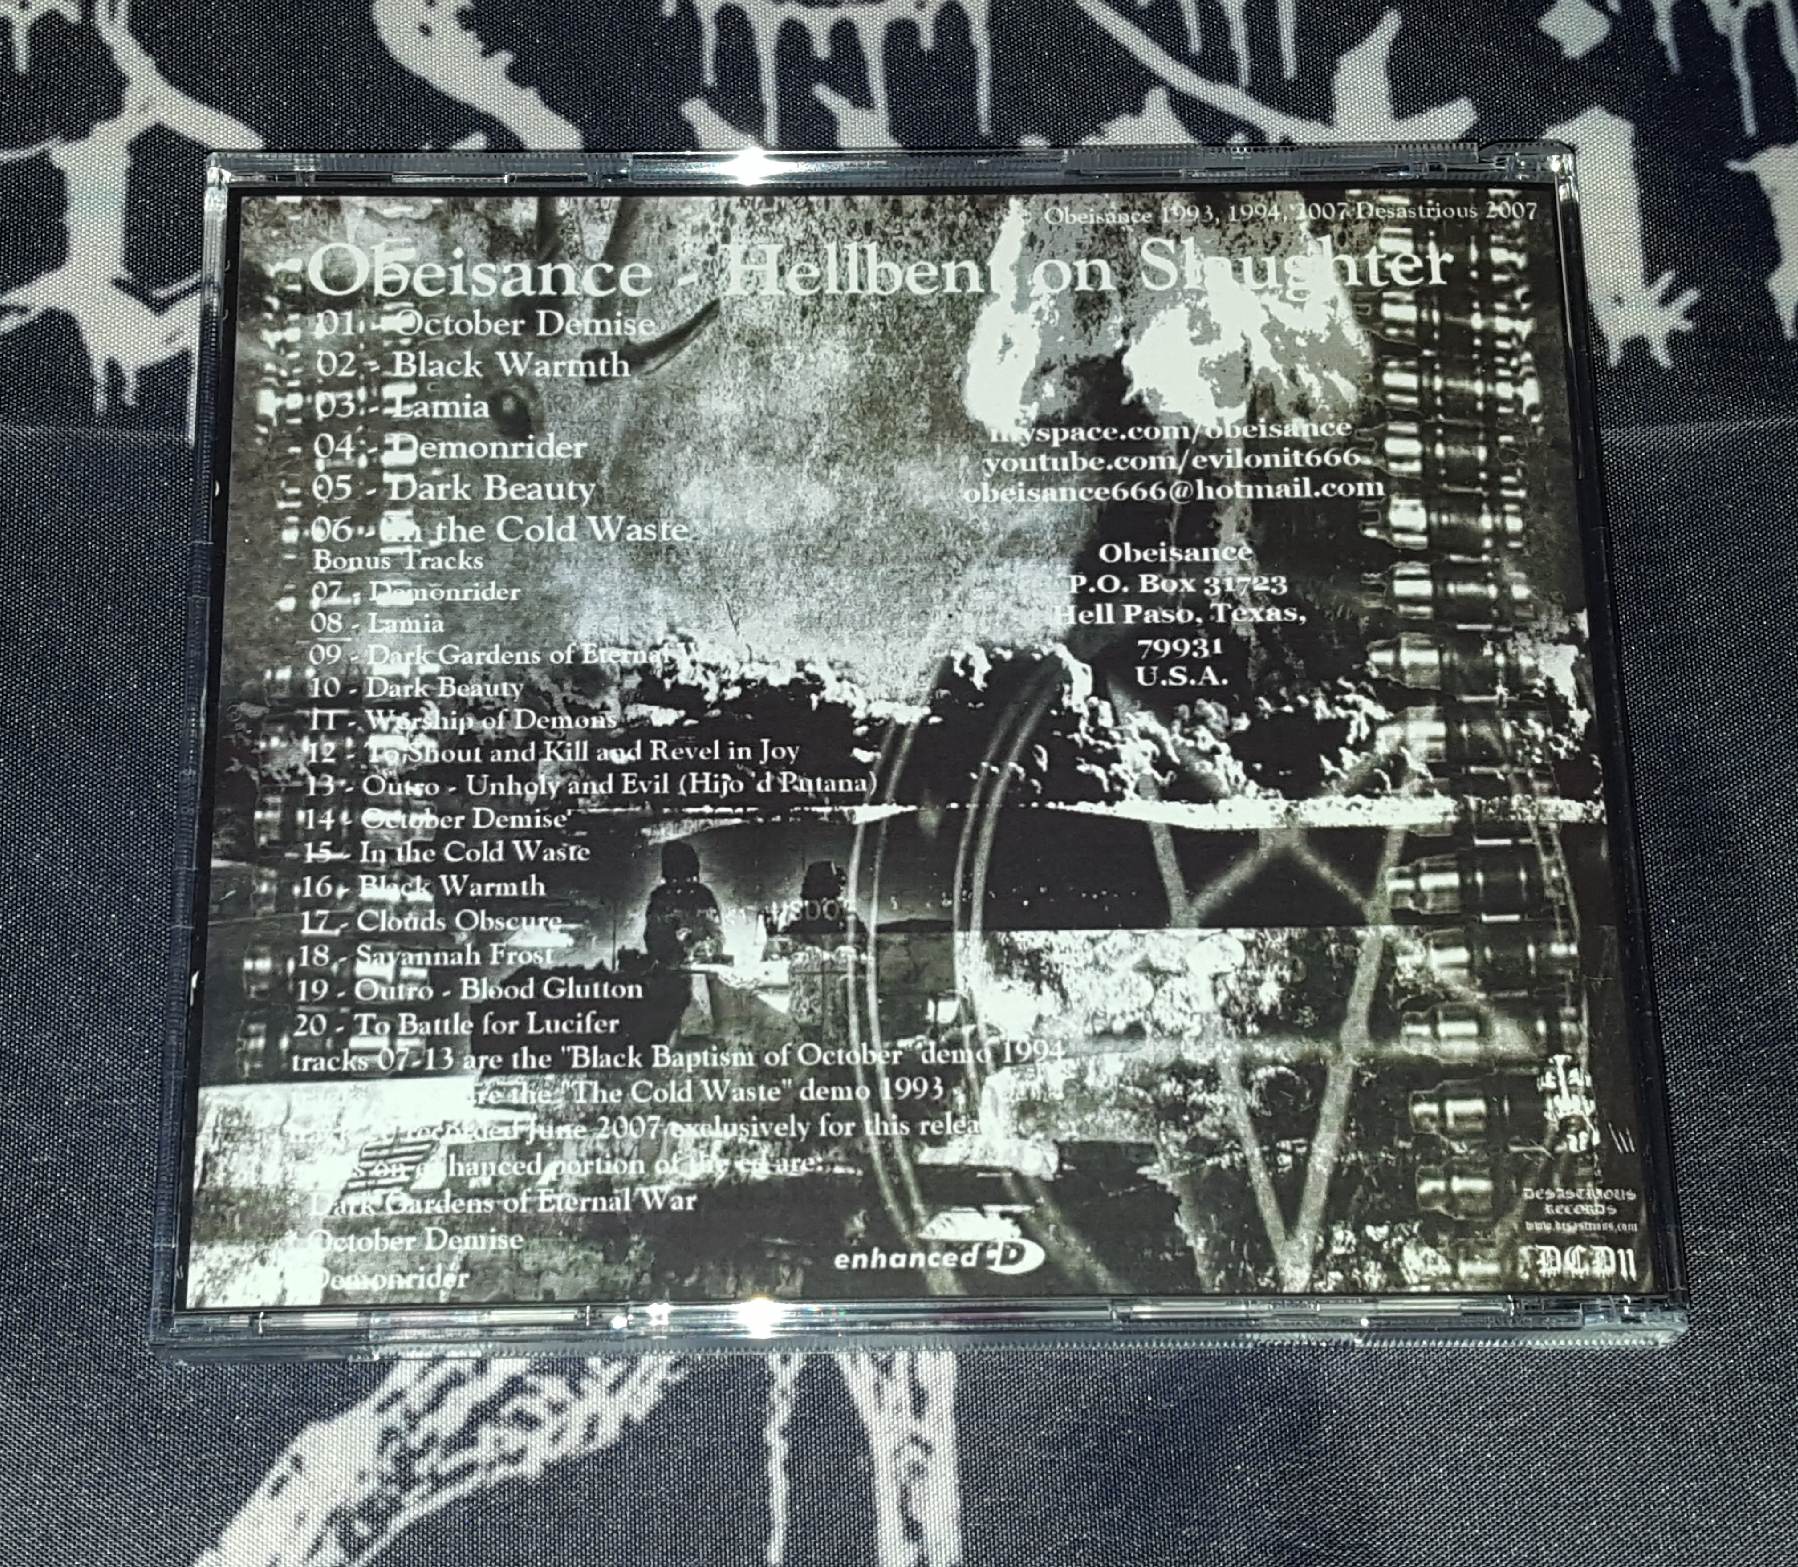 Obeisance 1993, 1994, 2007 Desastrious 2007
Obeisance - Hellbent on Slaughter
01 - October Demise
02 - Black Warmth
03 - Lamia
04 - Demonrider
05 - Dark Beauty
06 - In the Cold Waste
Bonus Tracks
07 - Demonrider
08 - Lamia
09 - Dark Gardens of Eternal
10 - Dark Beauty
11 - Worship of Demons
12 - To Shout and Kill and Revel in Joy
13 - Outro - Unholy and Evil (Hijo 'd Putana)
14 - October Demise
15 - In the Cold Waste
16 - Black Warmth
17 - Clouds Obscure
18 - Savannah Frost
19 - Outro - Blood Glutton
20 - To Battle for Lucifer
tracks 07-13 are the "Black Baptism of October" demo 1994
are the "The Cold Waste" demo 1993
recorded June 2007 exclusively for this
on enhanced portion of the cd are:
Dark Gardens of Eternal War
October Demise
Demonrider
myspace.com/obeisance
youtube.com/evilonit666
obeisance666@hotmail.com
Obeisance
P.O. Box 31723
Hell Paso, Texas,
79931
U.S.A.
enhanced CD
DESASTRIOUS
RECORDS
www.desastrious.com
DCD11